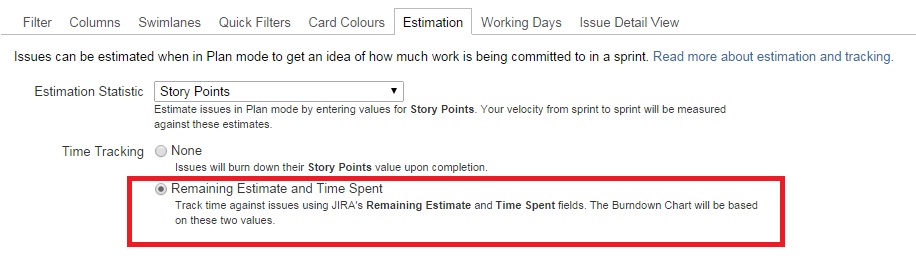 Filter Columns Swimlanes Quick Filters Card Colours Estimation Working Days Issue Detail View
Issues can be estimated when in Plan mode to get an idea of how much work is being committed to in a sprint. Read more about estimation and tracking.
Estimation Statistic Story Points
Estimate issues in Plan mode by entering values for Story Points. Your velocity from sprint to sprint will be measured
against these estimates.
Time Tracking None
Issues will burn down their Story Points value upon completion.
Remaining Estimate and Time Spent
Track time against issues using JIRA's Remaining Estimate and Time Spent fields. The Burndown Chart will be based
on these two values.